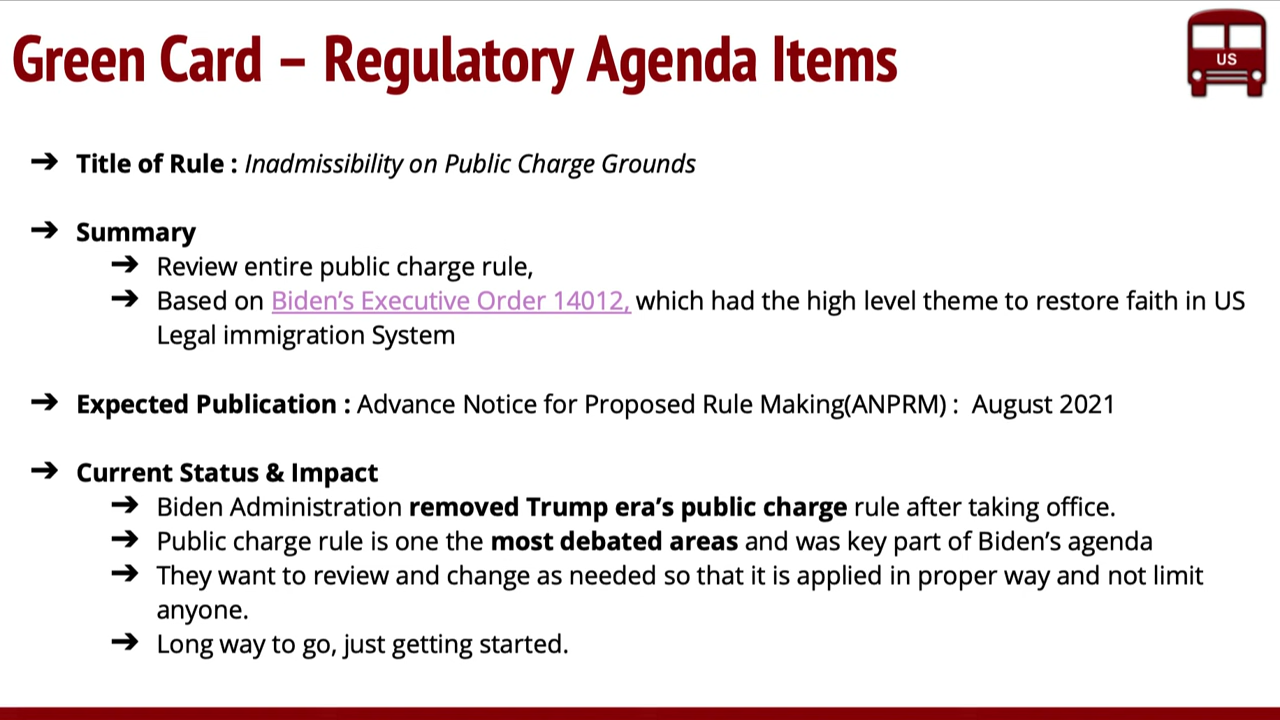 Green Card – Regulatory Agenda Items
US
➔ Title of Rule : Inadmissibility on Public Charge Grounds
➔ Summary
➔ Review entire public charge rule,
➔ Based on Biden's Executive Order 14012, which had the high level theme to restore faith in US
Legal immigration System
➔ Expected Publication : Advance Notice for Proposed Rule Making(ANPRM) : August 2021
➔ Current Status & Impact
➔ Biden Administration removed Trump era's public charge rule after taking office.
➔ Public charge rule is one the most debated areas and was key part of Biden's agenda
➔ They want to review and change as needed so that it is applied in proper way and not limit
anyone.
➔ Long way to go, just getting started.